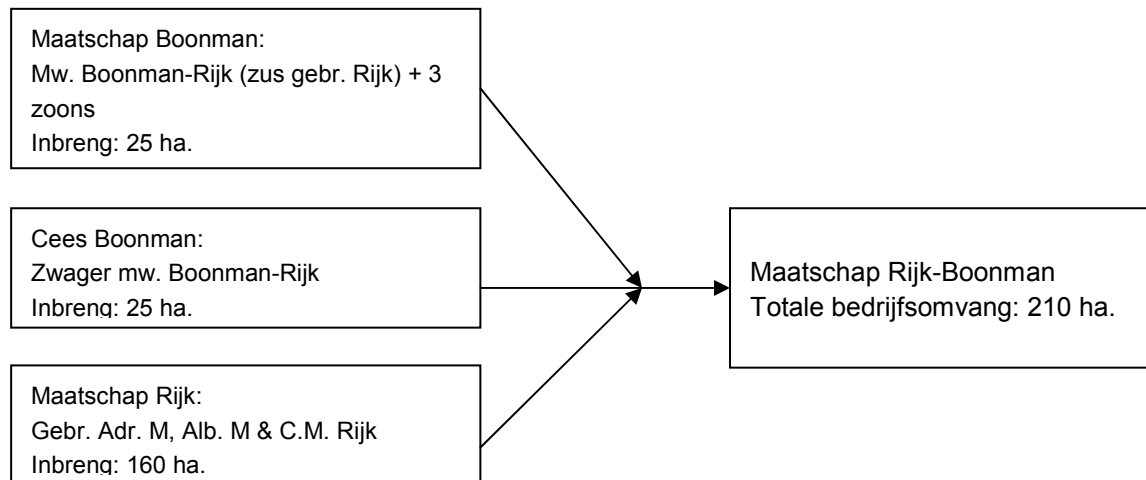 Maatschap Boonman:
Mw. Boonman-Rijk (zus gebr. Rijk) + 3
zoons
Inbreng: 25 ha.
Cees Boonman:
Zwager mw. Boonman-Rijk
Inbreng: 25 ha.
Maatschap Rijk:
Gebr. Adr. M, Alb. M & C.M. Rijk
Inbreng: 160 ha.
Maatschap Rijk-Boonman
Totale bedrijfsomvang: 210 ha.